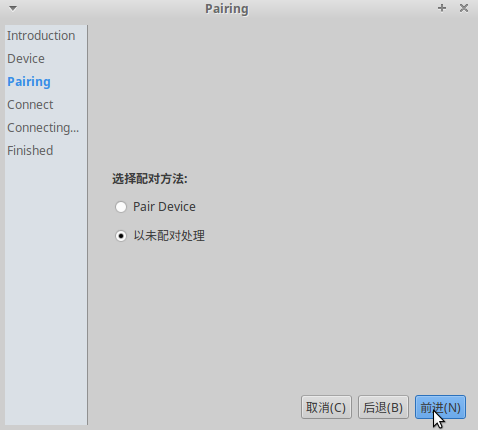 Pairing
Introduction
Device
Pairing
Connect
Connecting...
Finished
选择配对方法:
Pair Device
以未配对处理
取消(C)
后退(B)
前进(N)